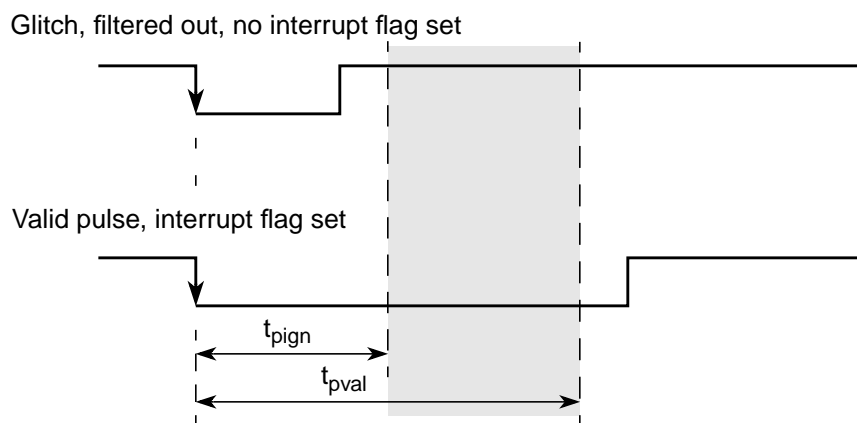 Glitch, filtered out, no interrupt flag set
Valid pulse, interrupt flag set
tpign
tpval